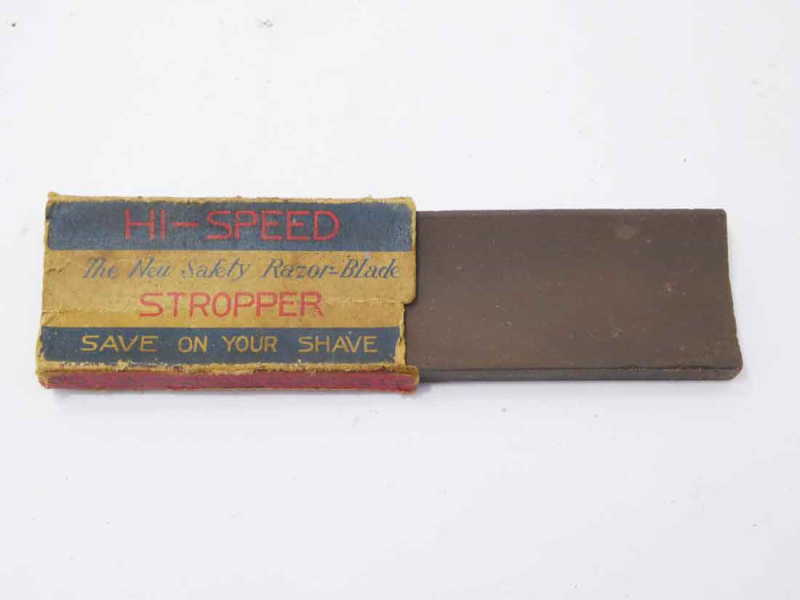 HI-SPEED
The New Safety Razor-Blade
STROPPER
SAVE ON YOUR SHAVE